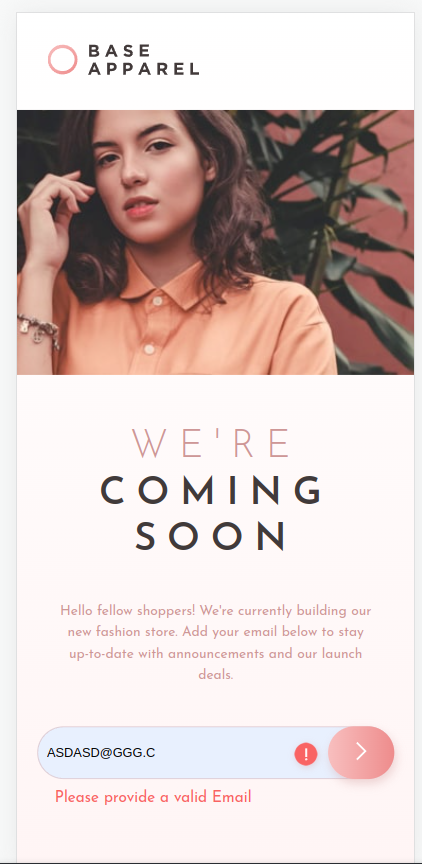 BASE
APPAREL
WE'RE
COMING
SOON
Hello fellow shoppers! We're currently building our
new fashion store. Add your email below to stay
up-to-date with announcements and our launch
deals.
ASDASD@GGG.C
!
Please provide a valid Email